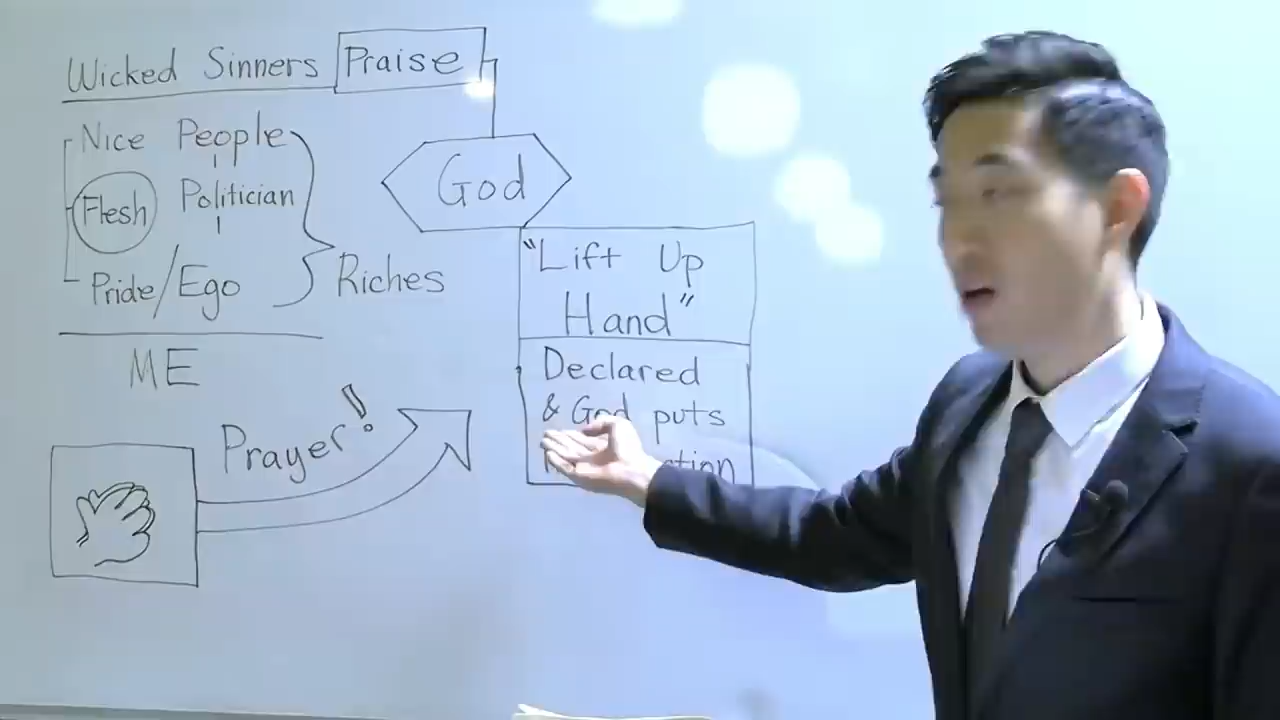 Wicked Sinners Praise
Nice People
Flesh Politician
Pride/Ego
Riches
ME
Prayer!
God
"Lift Up
Hand"
Declared
& God puts